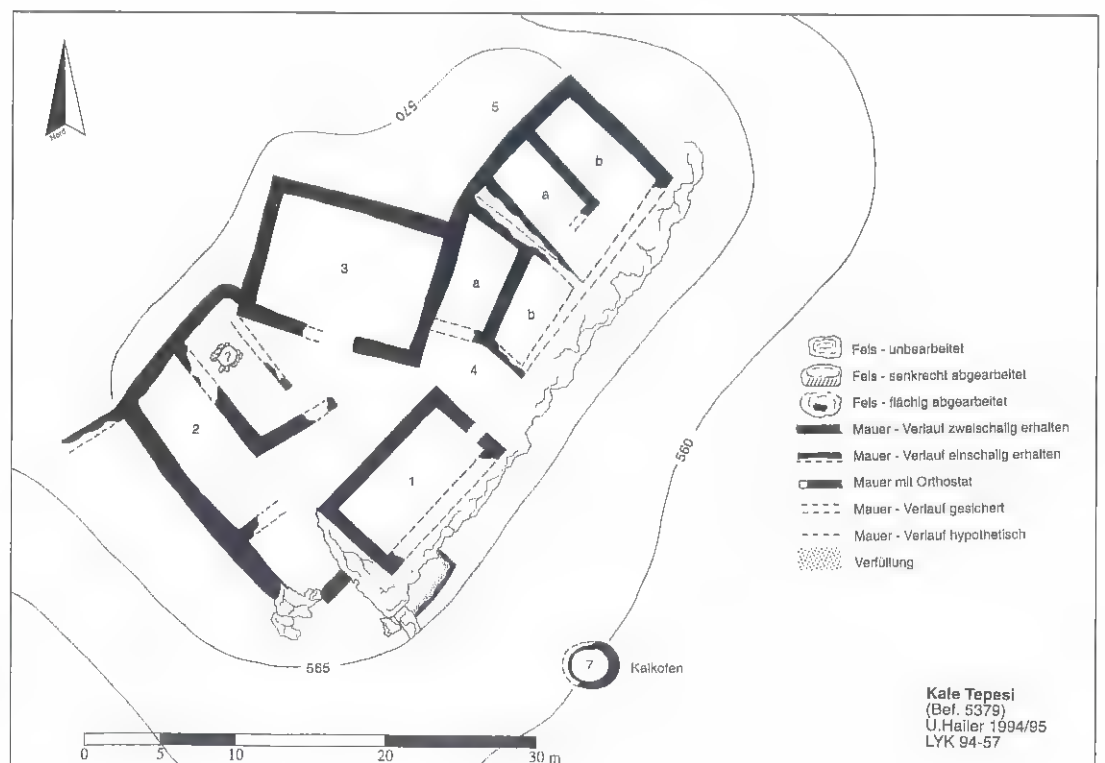 Nord
570
5
b
a
3
a
b
?
4
2
1
560
565
7 Kalkofen
Fels - unbearbeitet
Fels - senkrecht abgearbeitet
Fels - flächig abgearbeitet
Mauer - Verlauf zweischalig erhalten
Mauer - Verlauf einschalig erhalten
Mauer mit Orthostat
Mauer - Verlauf gesichert
Mauer - Verlauf hypothetisch
Verfüllung
Kale Tepesi
(Bef. 5379)
U.Hailer 1994/95
LYK 94-57
0 5 10 20 30 m